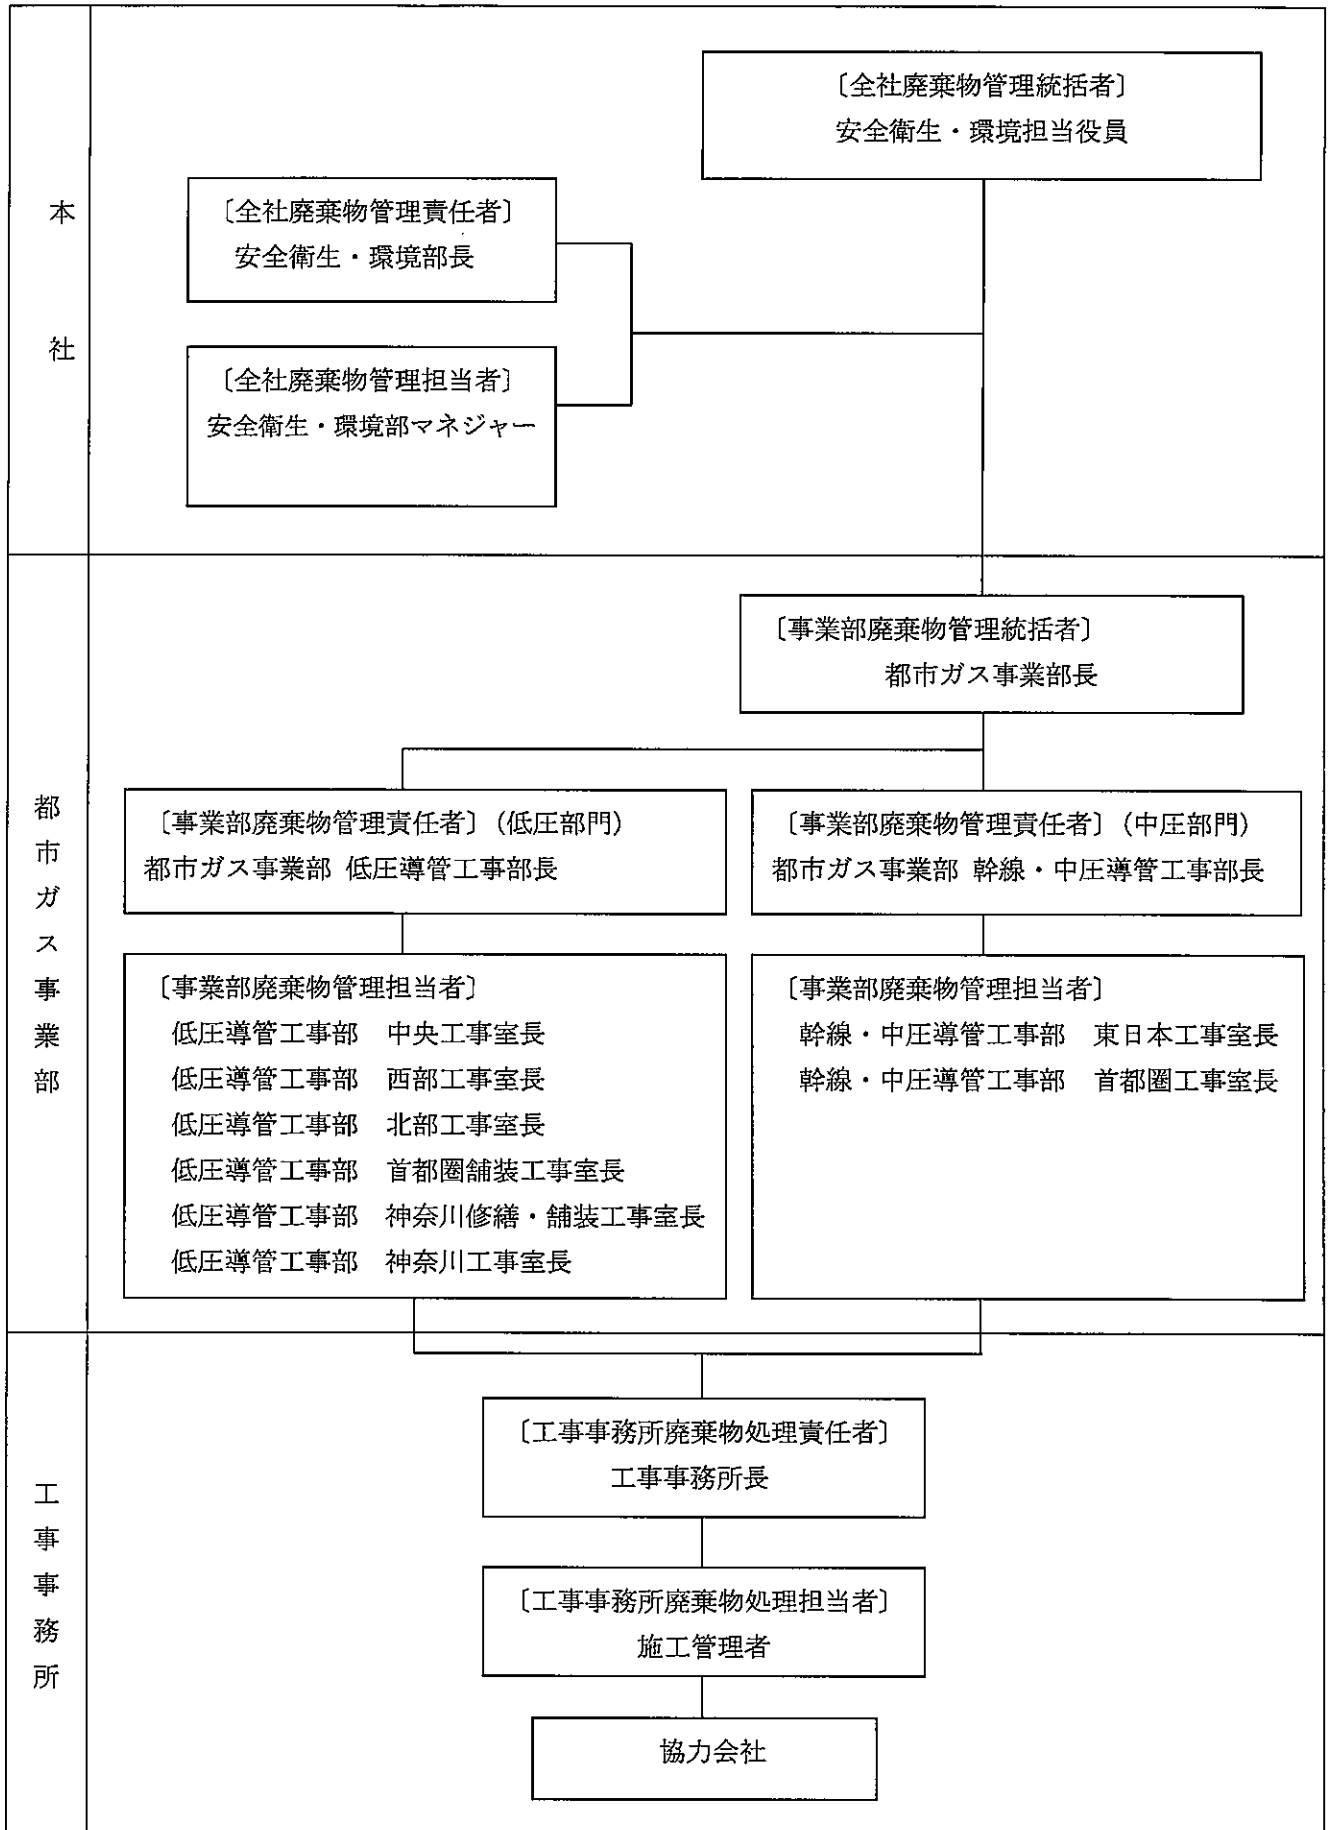 本社
〔全社廃棄物管理統括者〕
安全衛生・環境担当役員
〔全社廃棄物管理責任者〕
安全衛生・環境部長
〔全社廃棄物管理担当者〕
安全衛生・環境部マネジャー
都市ガス事業部
〔事業部廃棄物管理統括者〕
都市ガス事業部長
〔事業部廃棄物管理責任者〕（低圧部門）
都市ガス事業部 低圧導管工事部長
〔事業部廃棄物管理責任者〕（中圧部門）
都市ガス事業部 幹線・中圧導管工事部長
〔事業部廃棄物管理担当者〕
低圧導管工事部　中央工事室長
低圧導管工事部　西部工事室長
低圧導管工事部　北部工事室長
低圧導管工事部　首都圏舗装工事室長
低圧導管工事部　神奈川修繕・舗装工事室長
低圧導管工事部　神奈川工事室長
〔事業部廃棄物管理担当者〕
幹線・中圧導管工事部　東日本工事室長
幹線・中圧導管工事部　首都圏工事室長
工事事務所
〔工事事務所廃棄物処理責任者〕
工事事務所長
〔工事事務所廃棄物処理担当者〕
施工管理者
協力会社